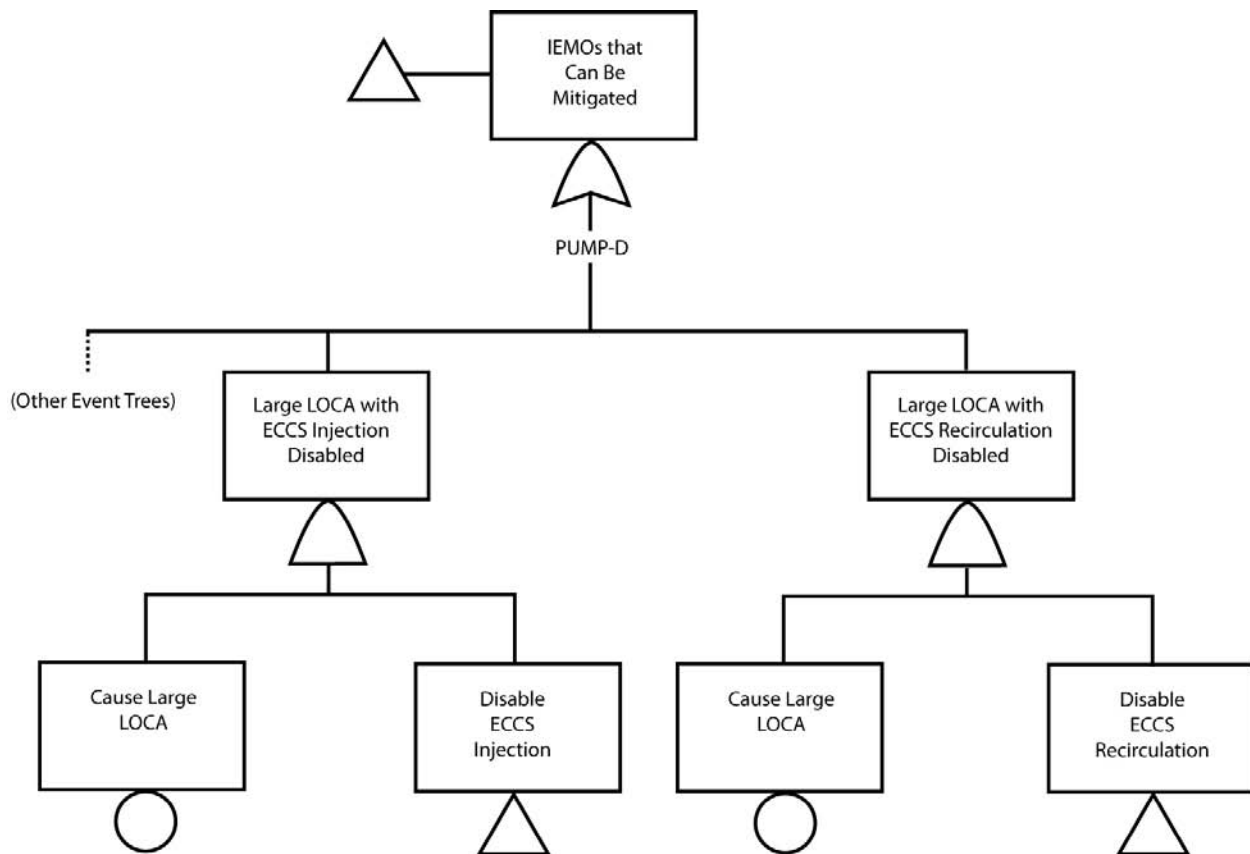 IEMOs that
Can Be
Mitigated
PUMP-D
(Other Event Trees)
Large LOCA with
ECCS Injection
Disabled
Large LOCA with
ECCS Recirculation
Disabled
Cause Large
LOCA
Disable
ECCS
Injection
Cause Large
LOCA
Disable
ECCS
Recirculation